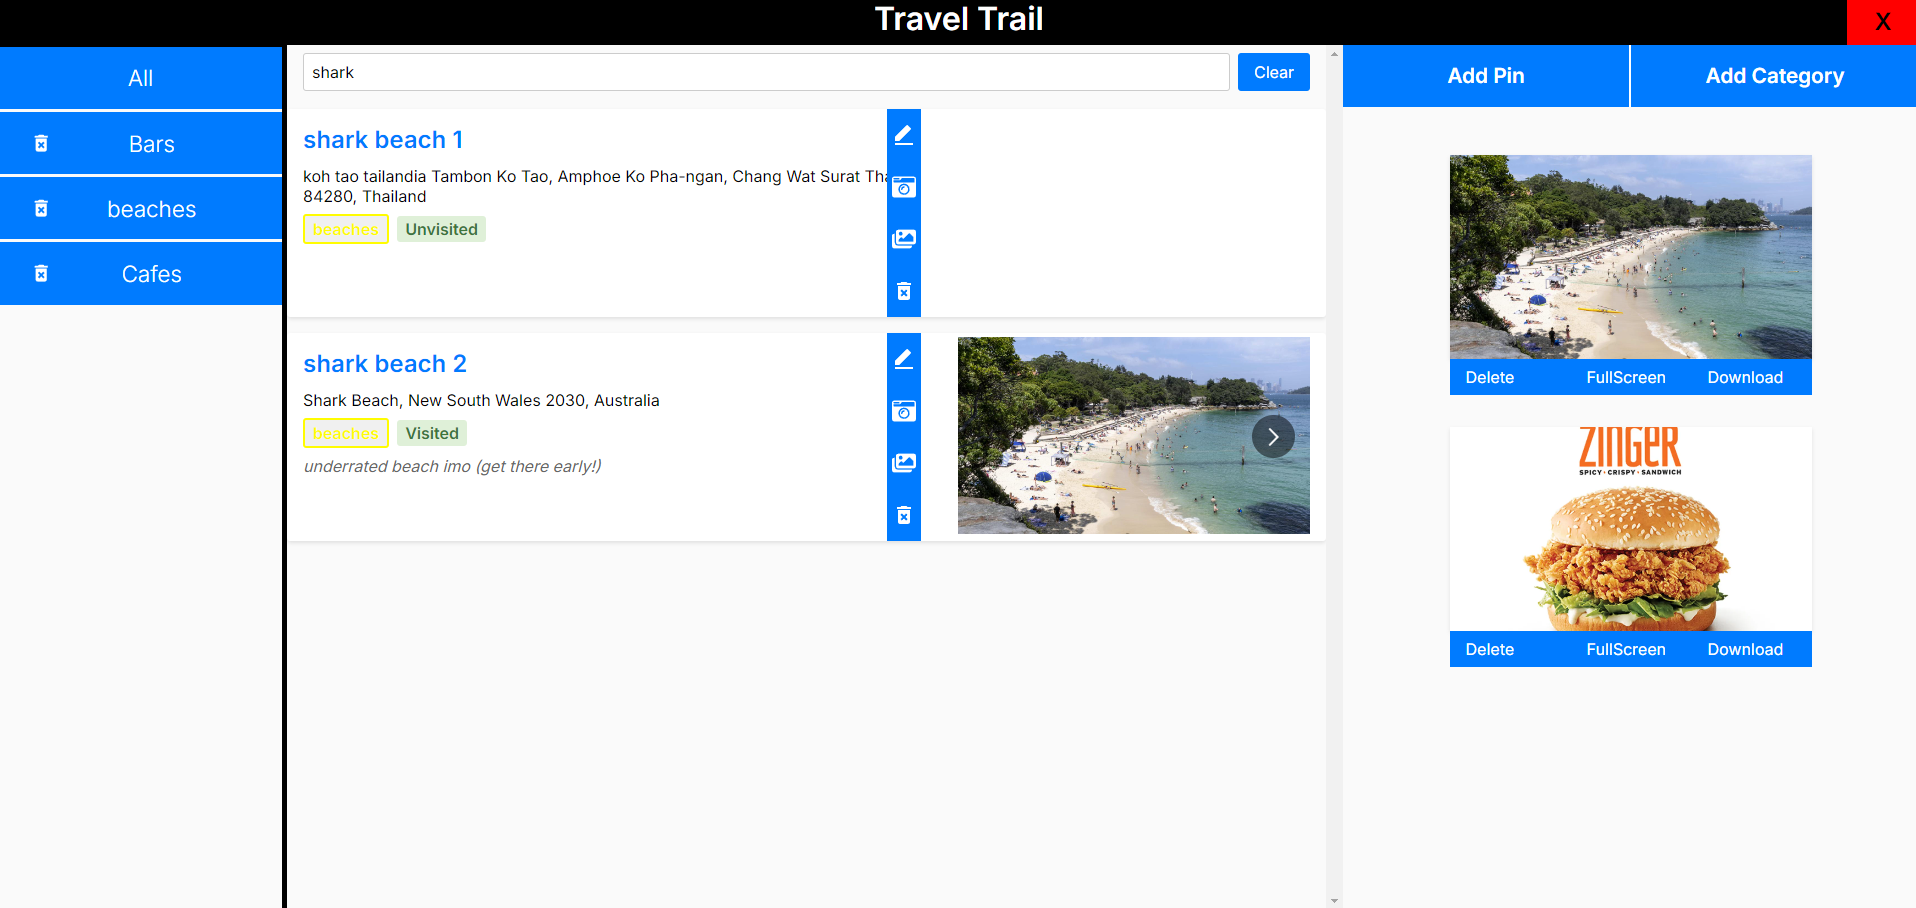 Travel Trail
X
All
Bars
beaches
Cafes
shark
Clear
shark beach 1
koh tao tailandia Tambon Ko Tao, Amphoe Ko Pha-ngan, Chang Wat Surat
84280, Thailand
beaches
Unvisited
shark beach 2
Shark Beach, New South Wales 2030, Australia
beaches
Visited
underrated beach imo (get there early!)
Add Pin
Add Category
Delete
FullScreen
Download
ZINGER
SPICY · CRISPY · SANDWICH
Delete
FullScreen
Download